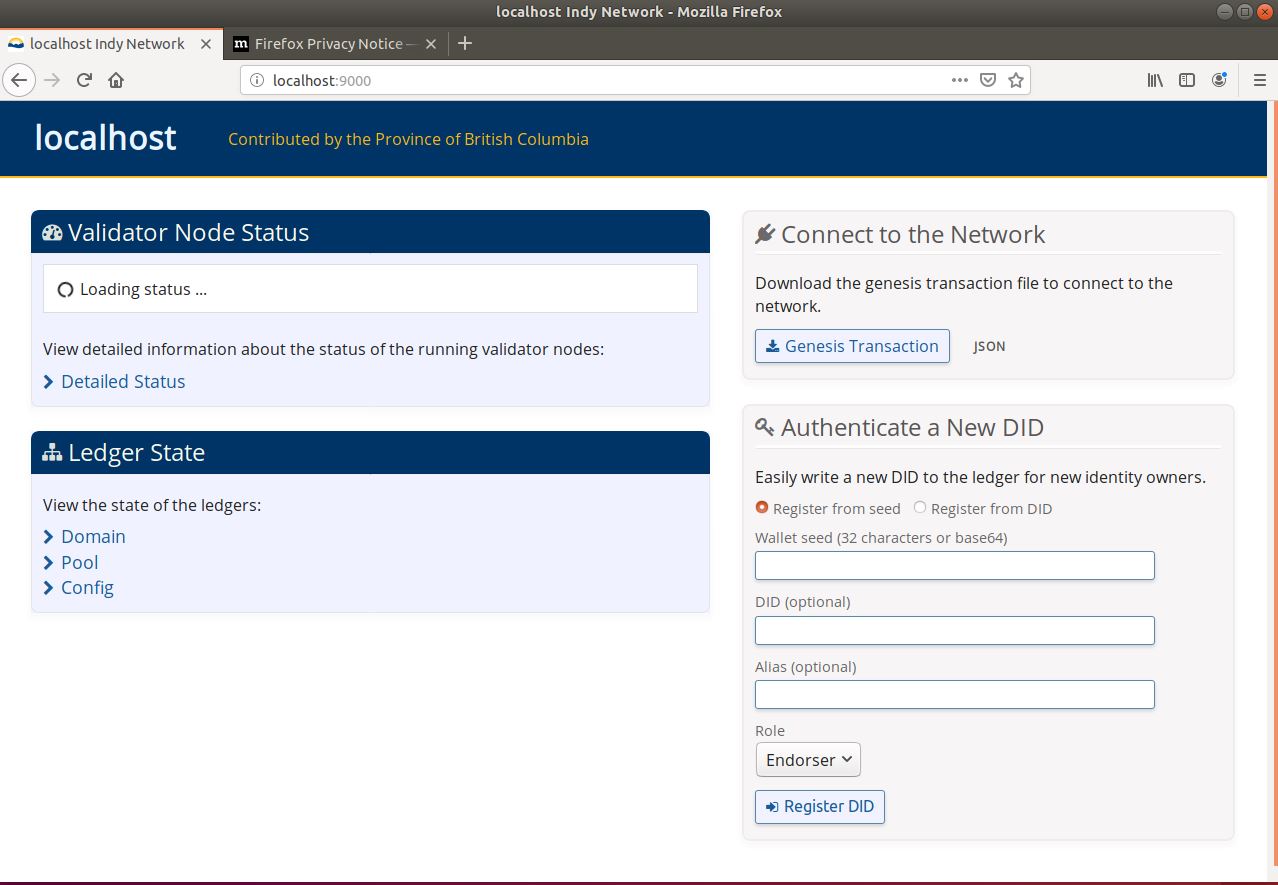 localhost Indy Network - Mozilla Firefox
localhost Indy Network
Firefox Privacy Notice —
localhost:9000
localhost
Contributed by the Province of British Columbia
Validator Node Status
Loading status ...
View detailed information about the status of the running validator nodes:
Detailed Status
Ledger State
View the state of the ledgers:
Domain
Pool
Config
Connect to the Network
Download the genesis transaction file to connect to the
network.
Genesis Transaction
JSON
Authenticate a New DID
Easily write a new DID to the ledger for new identity owners.
Register from seed
Register from DID
Wallet seed (32 characters or base64)
DID (optional)
Alias (optional)
Role
Endorser
Register DID